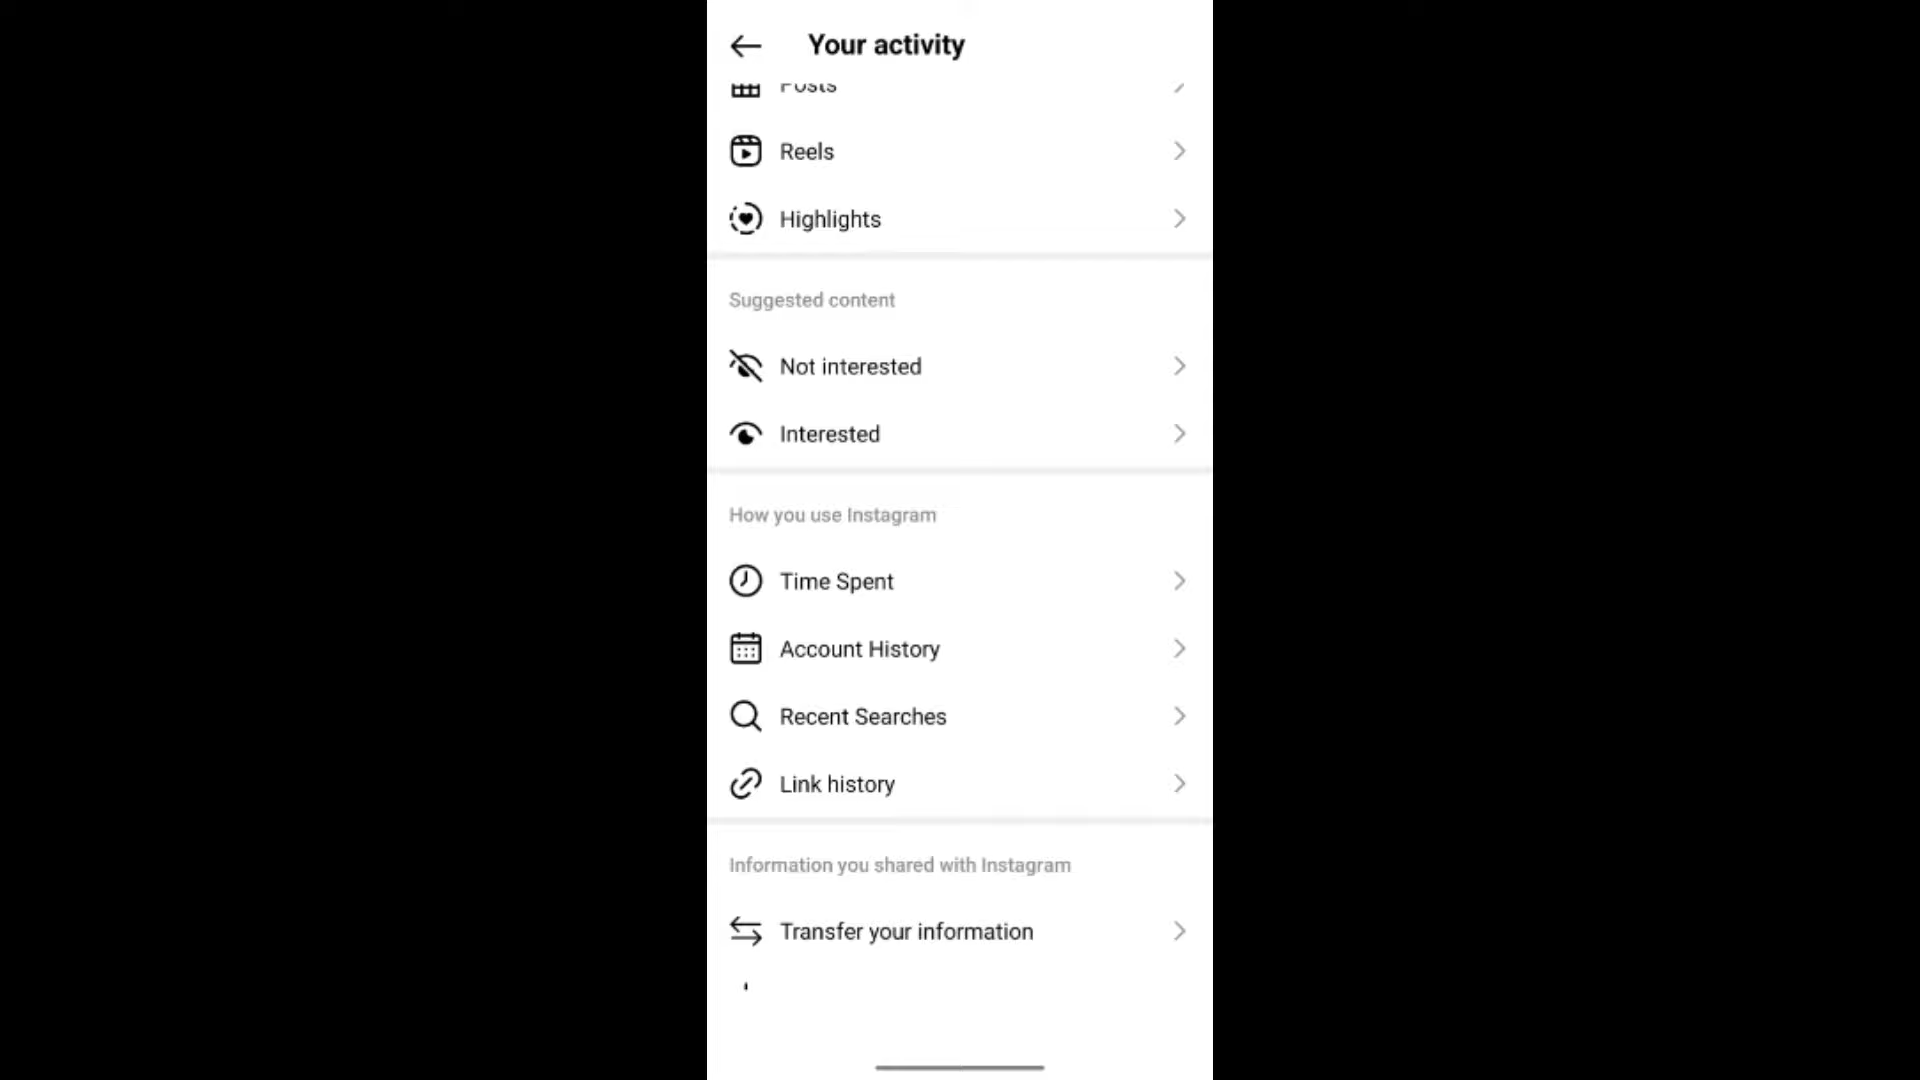 Your activity
Posts
Reels
Highlights
Suggested content
Not interested
Interested
How you use Instagram
Time Spent
Account History
Recent Searches
Link history
Information you shared with Instagram
Transfer your information